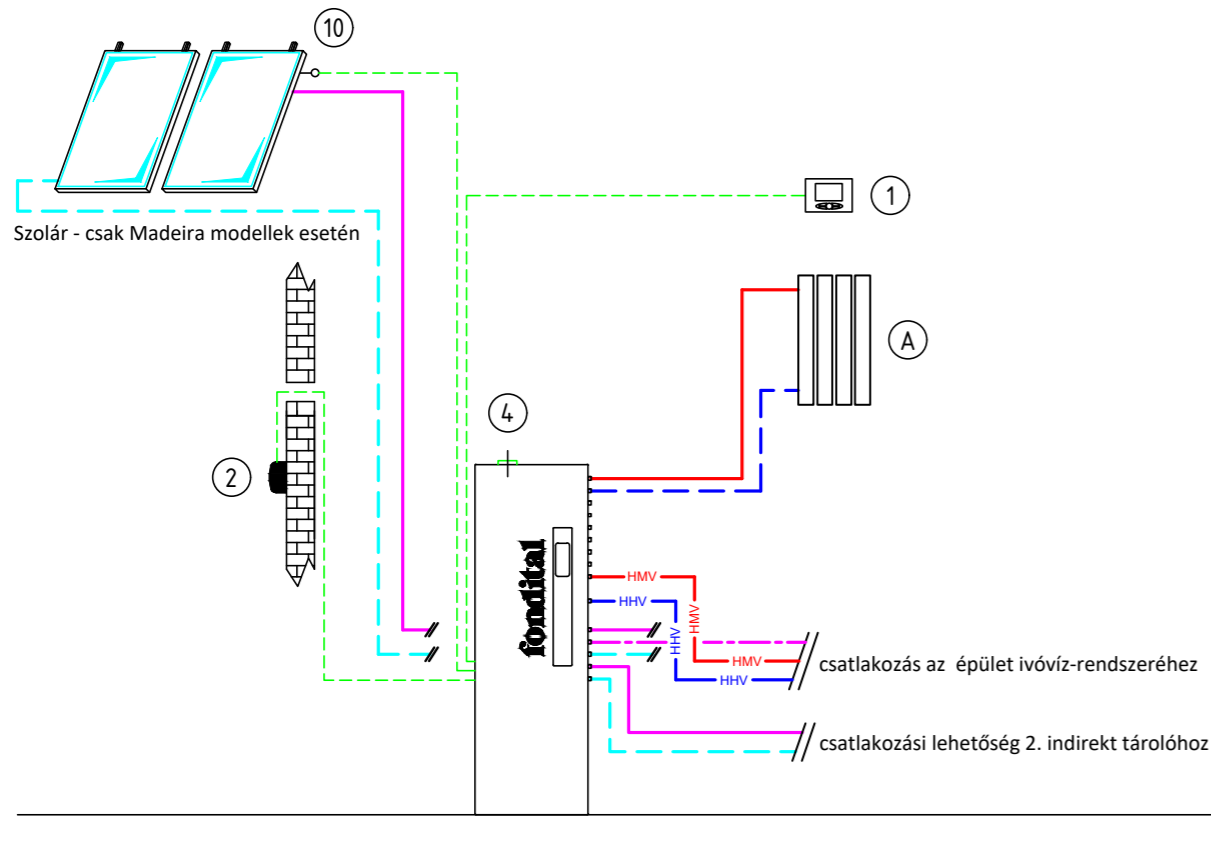 10
1
Szolár - csak Madeira modellek esetén
A
4
2
fondital
HMV
HHV
HMV
HHV
HMV
HHV
csatlakozás az épület ivóvíz-rendszeréhez
csatlakozási lehetőség 2. indirekt tárolóhoz